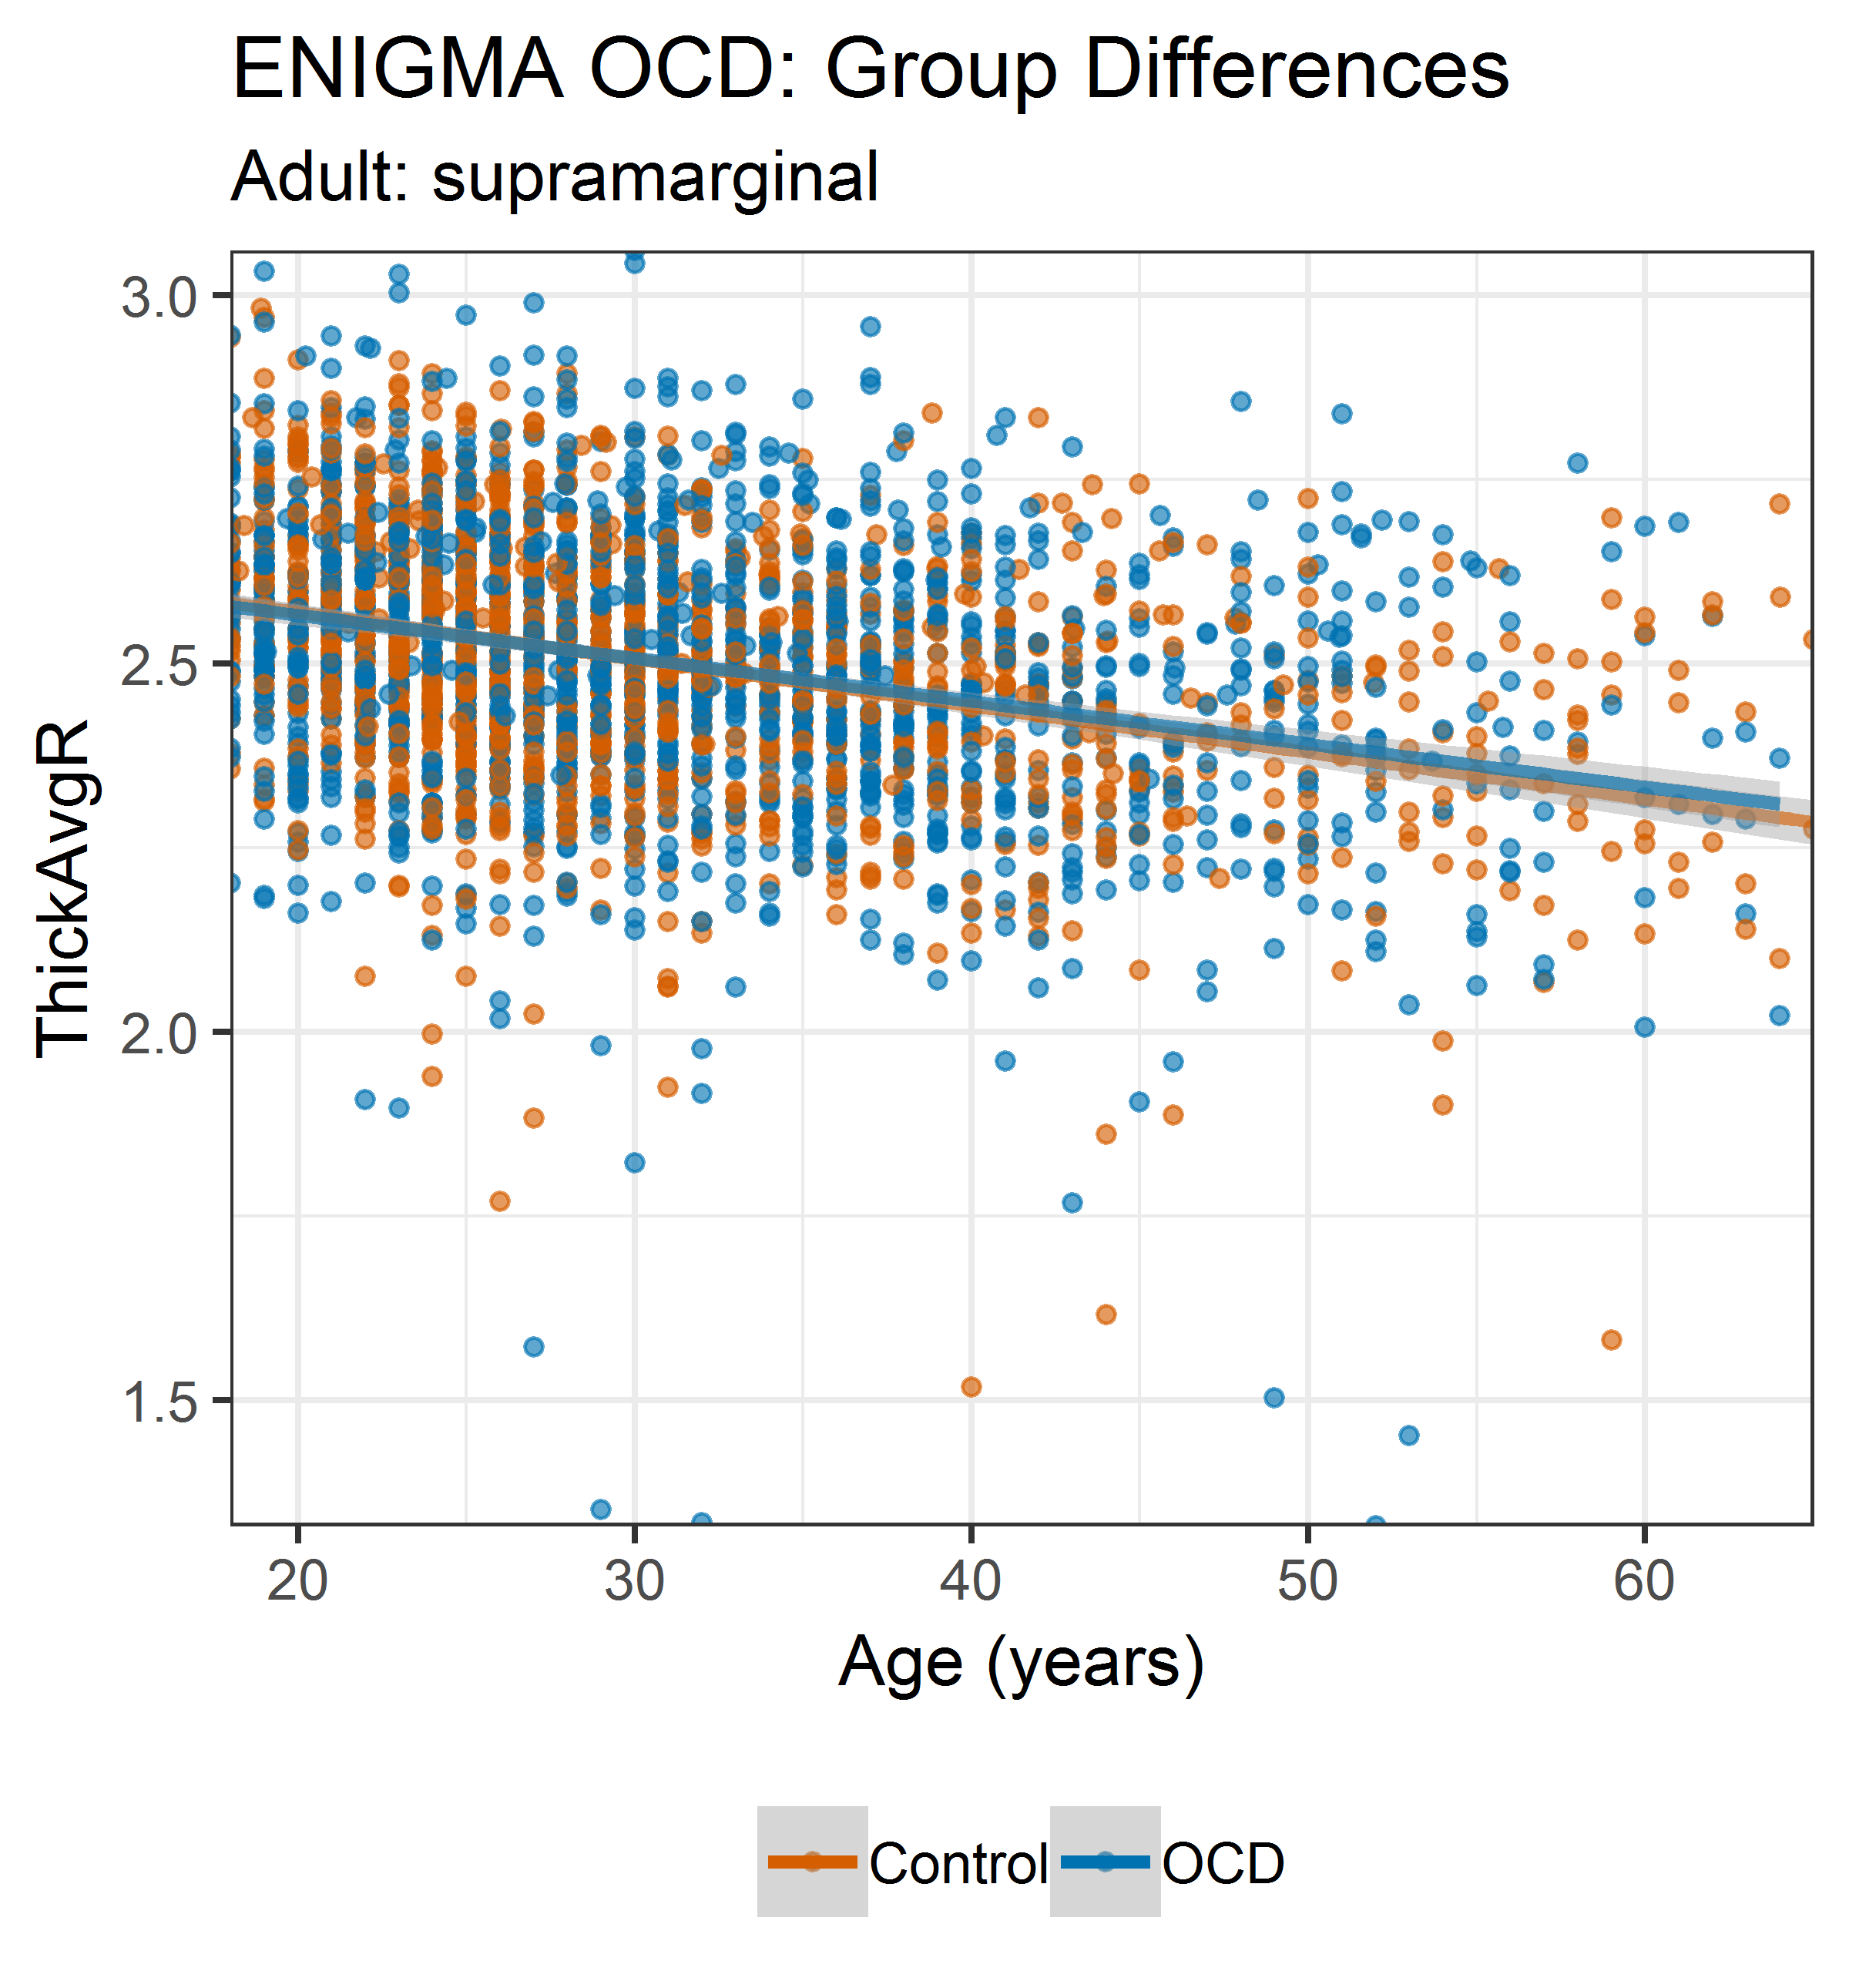 ENIGMA OCD: Group Differences
Adult: supramarginal
ThickAvgR
3.0
2.5
2.0
1.5
20 30 40 50 60
Age (years)
Control OCD